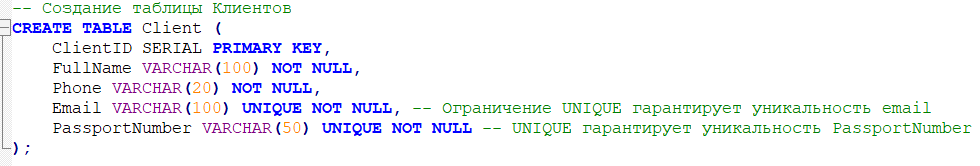 -- Создание таблицы Клиентов
CREATE TABLE Client (
    ClientID SERIAL PRIMARY KEY,
    FullName VARCHAR(100) NOT NULL,
    Phone VARCHAR(20) NOT NULL,
    Email VARCHAR(100) UNIQUE NOT NULL, -- Ограничение UNIQUE гарантирует уникальность email
    PassportNumber VARCHAR(50) UNIQUE NOT NULL -- UNIQUE гарантирует уникальность PassportNumber
);